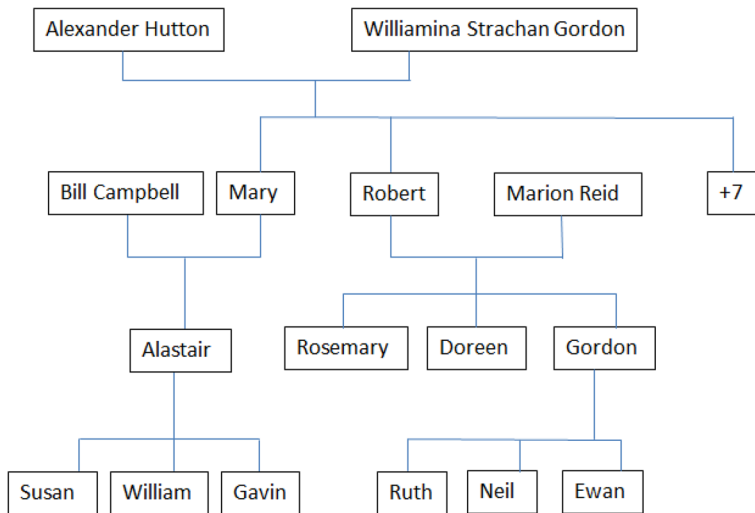 Alexander Hutton
Williamina Strachan Gordon
Bill Campbell
Mary
Robert
Marion Reid
+7
Alastair
Rosemary
Doreen
Gordon
Susan
William
Gavin
Ruth
Neil
Ewan